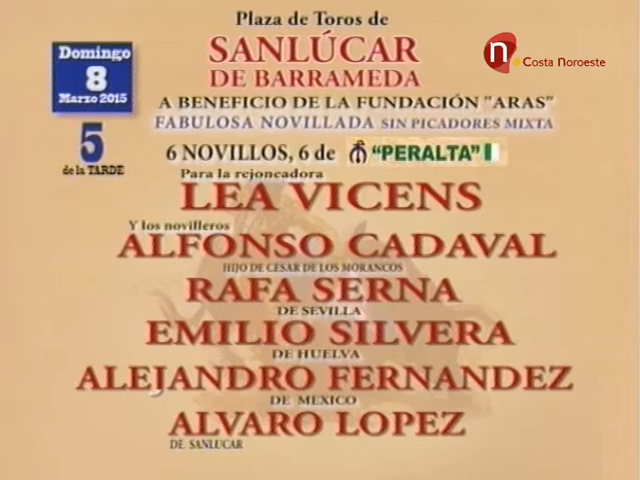 Plaza de Toros de
SANLÚCAR
DE BARRAMEDA
n Costa Noroeste
Domingo
8
Marzo 2015
A BENEFICIO DE LA FUNDACIÓN "ARAS"
FABULOSA NOVILLADA SIN PICADORES MIXTA
5
de la TARDE
6 NOVILLOS, 6 de "PERALTA"
Para la rejoneadora
LEA VICENS
Y los novilleros
ALFONSO CADAVAL
HIJO DE CESAR DE LOS MORANCOS
RAFA SERNA
DE SEVILLA
EMILIO SILVERA
DE HUELVA
ALEJANDRO FERNANDEZ
DE MEXICO
ALVARO LOPEZ
DE SANLUCAR